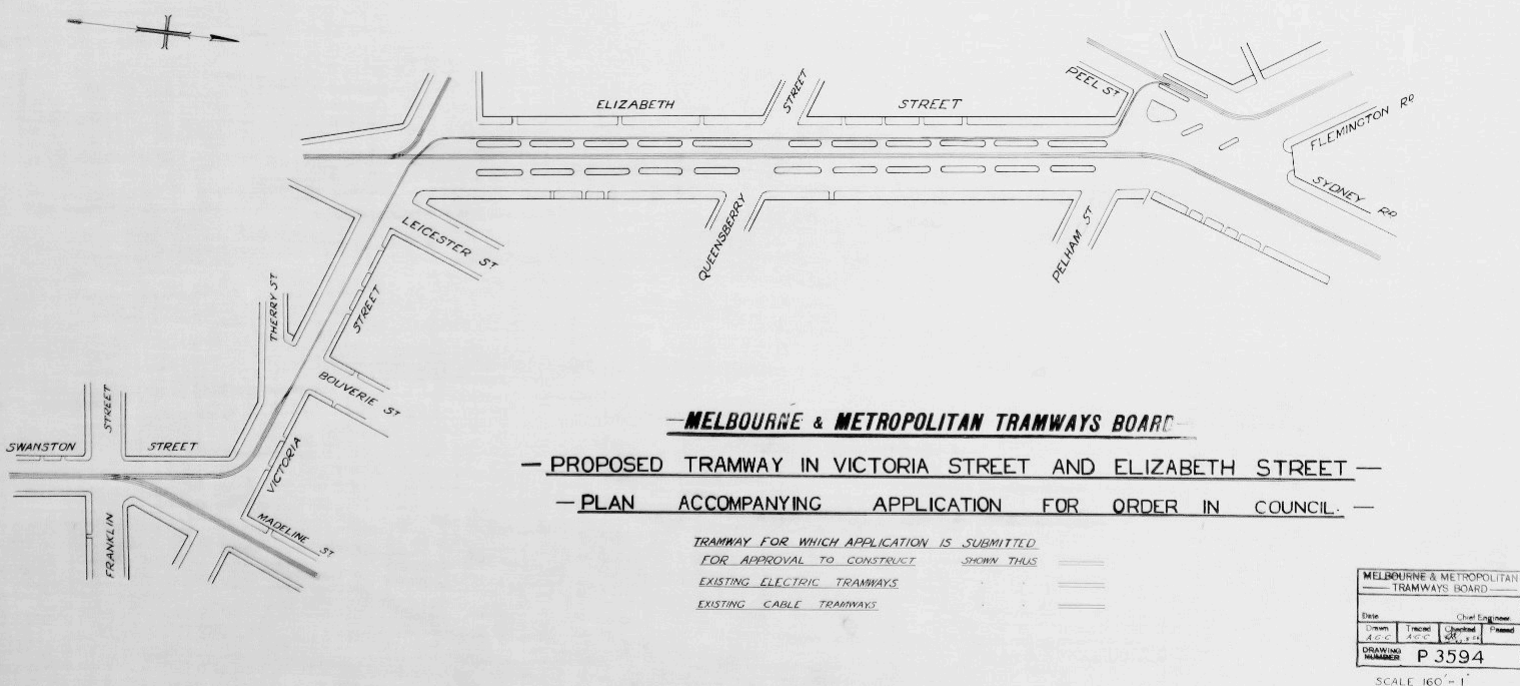 ELIZABETH STREET
STREET
PEEL ST
FLEMINGTON RD
SYDNEY RD
LEICESTER ST
QUEENSBERRY
PELHAM ST
THERRY ST
STREET
BOUVERIE ST
STREET
SWANSTON STREET
VICTORIA
FRANKLIN
MADELINE ST
MELBOURNE & METROPOLITAN TRAMWAYS BOARD
PROPOSED TRAMWAY IN VICTORIA STREET AND ELIZABETH STREET
PLAN ACCOMPANYING APPLICATION FOR ORDER IN COUNCIL.
TRAMWAY FOR WHICH APPLICATION IS SUBMITTED
FOR APPROVAL TO CONSTRUCT SHOWN THUS
EXISTING ELECTRIC TRAMWAYS
EXISTING CABLE TRAMWAYS
MELBOURNE & METROPOLITAN
TRAMWAYS BOARD
Date Chief Engineer
Drawn Traced Checked Passed
A.G.C A.G.C
DRAWING NUMBER P 3594
SCALE 160' = 1"